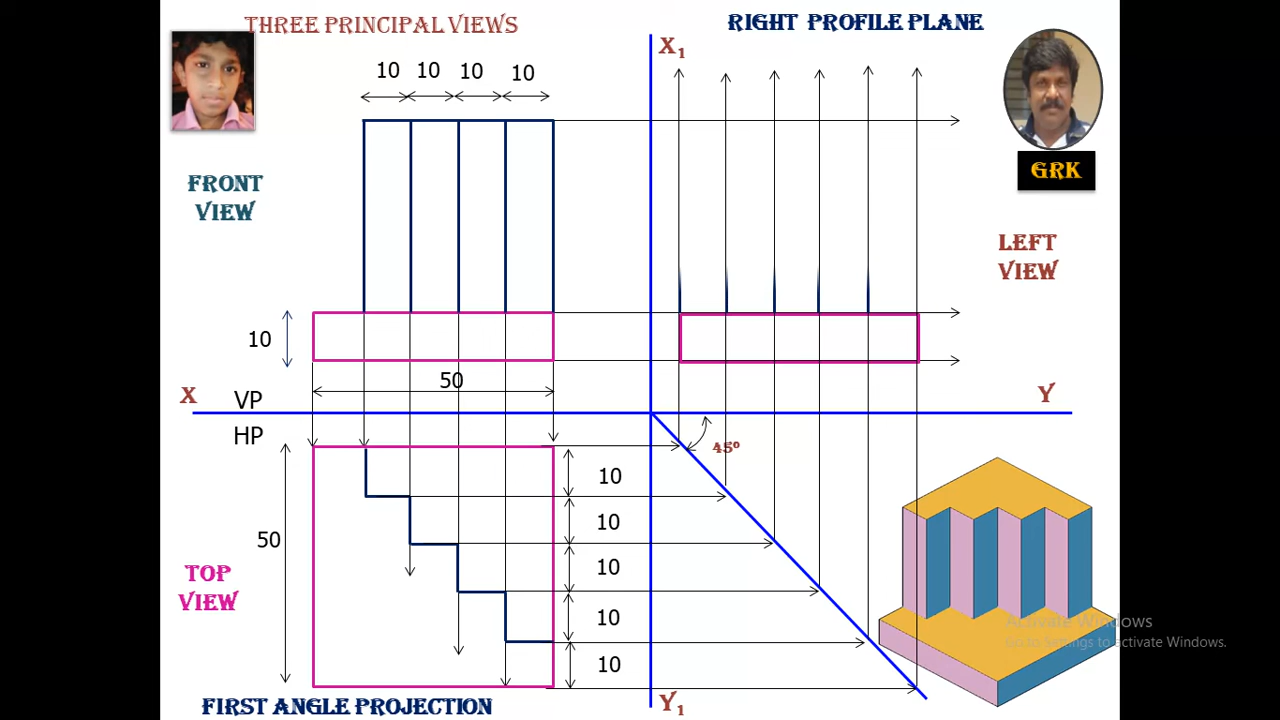 THREE PRINCIPAL VIEWS
RIGHT PROFILE PLANE
X₁
10 10 10 10
GRK
FRONT
VIEW
LEFT
VIEW
10
50
X
VP
Y
HP
45°
10
10
50
10
TOP
VIEW
10
10
Activate Windows
Go to Settings to activate Windows.
FIRST ANGLE PROJECTION
Y₁